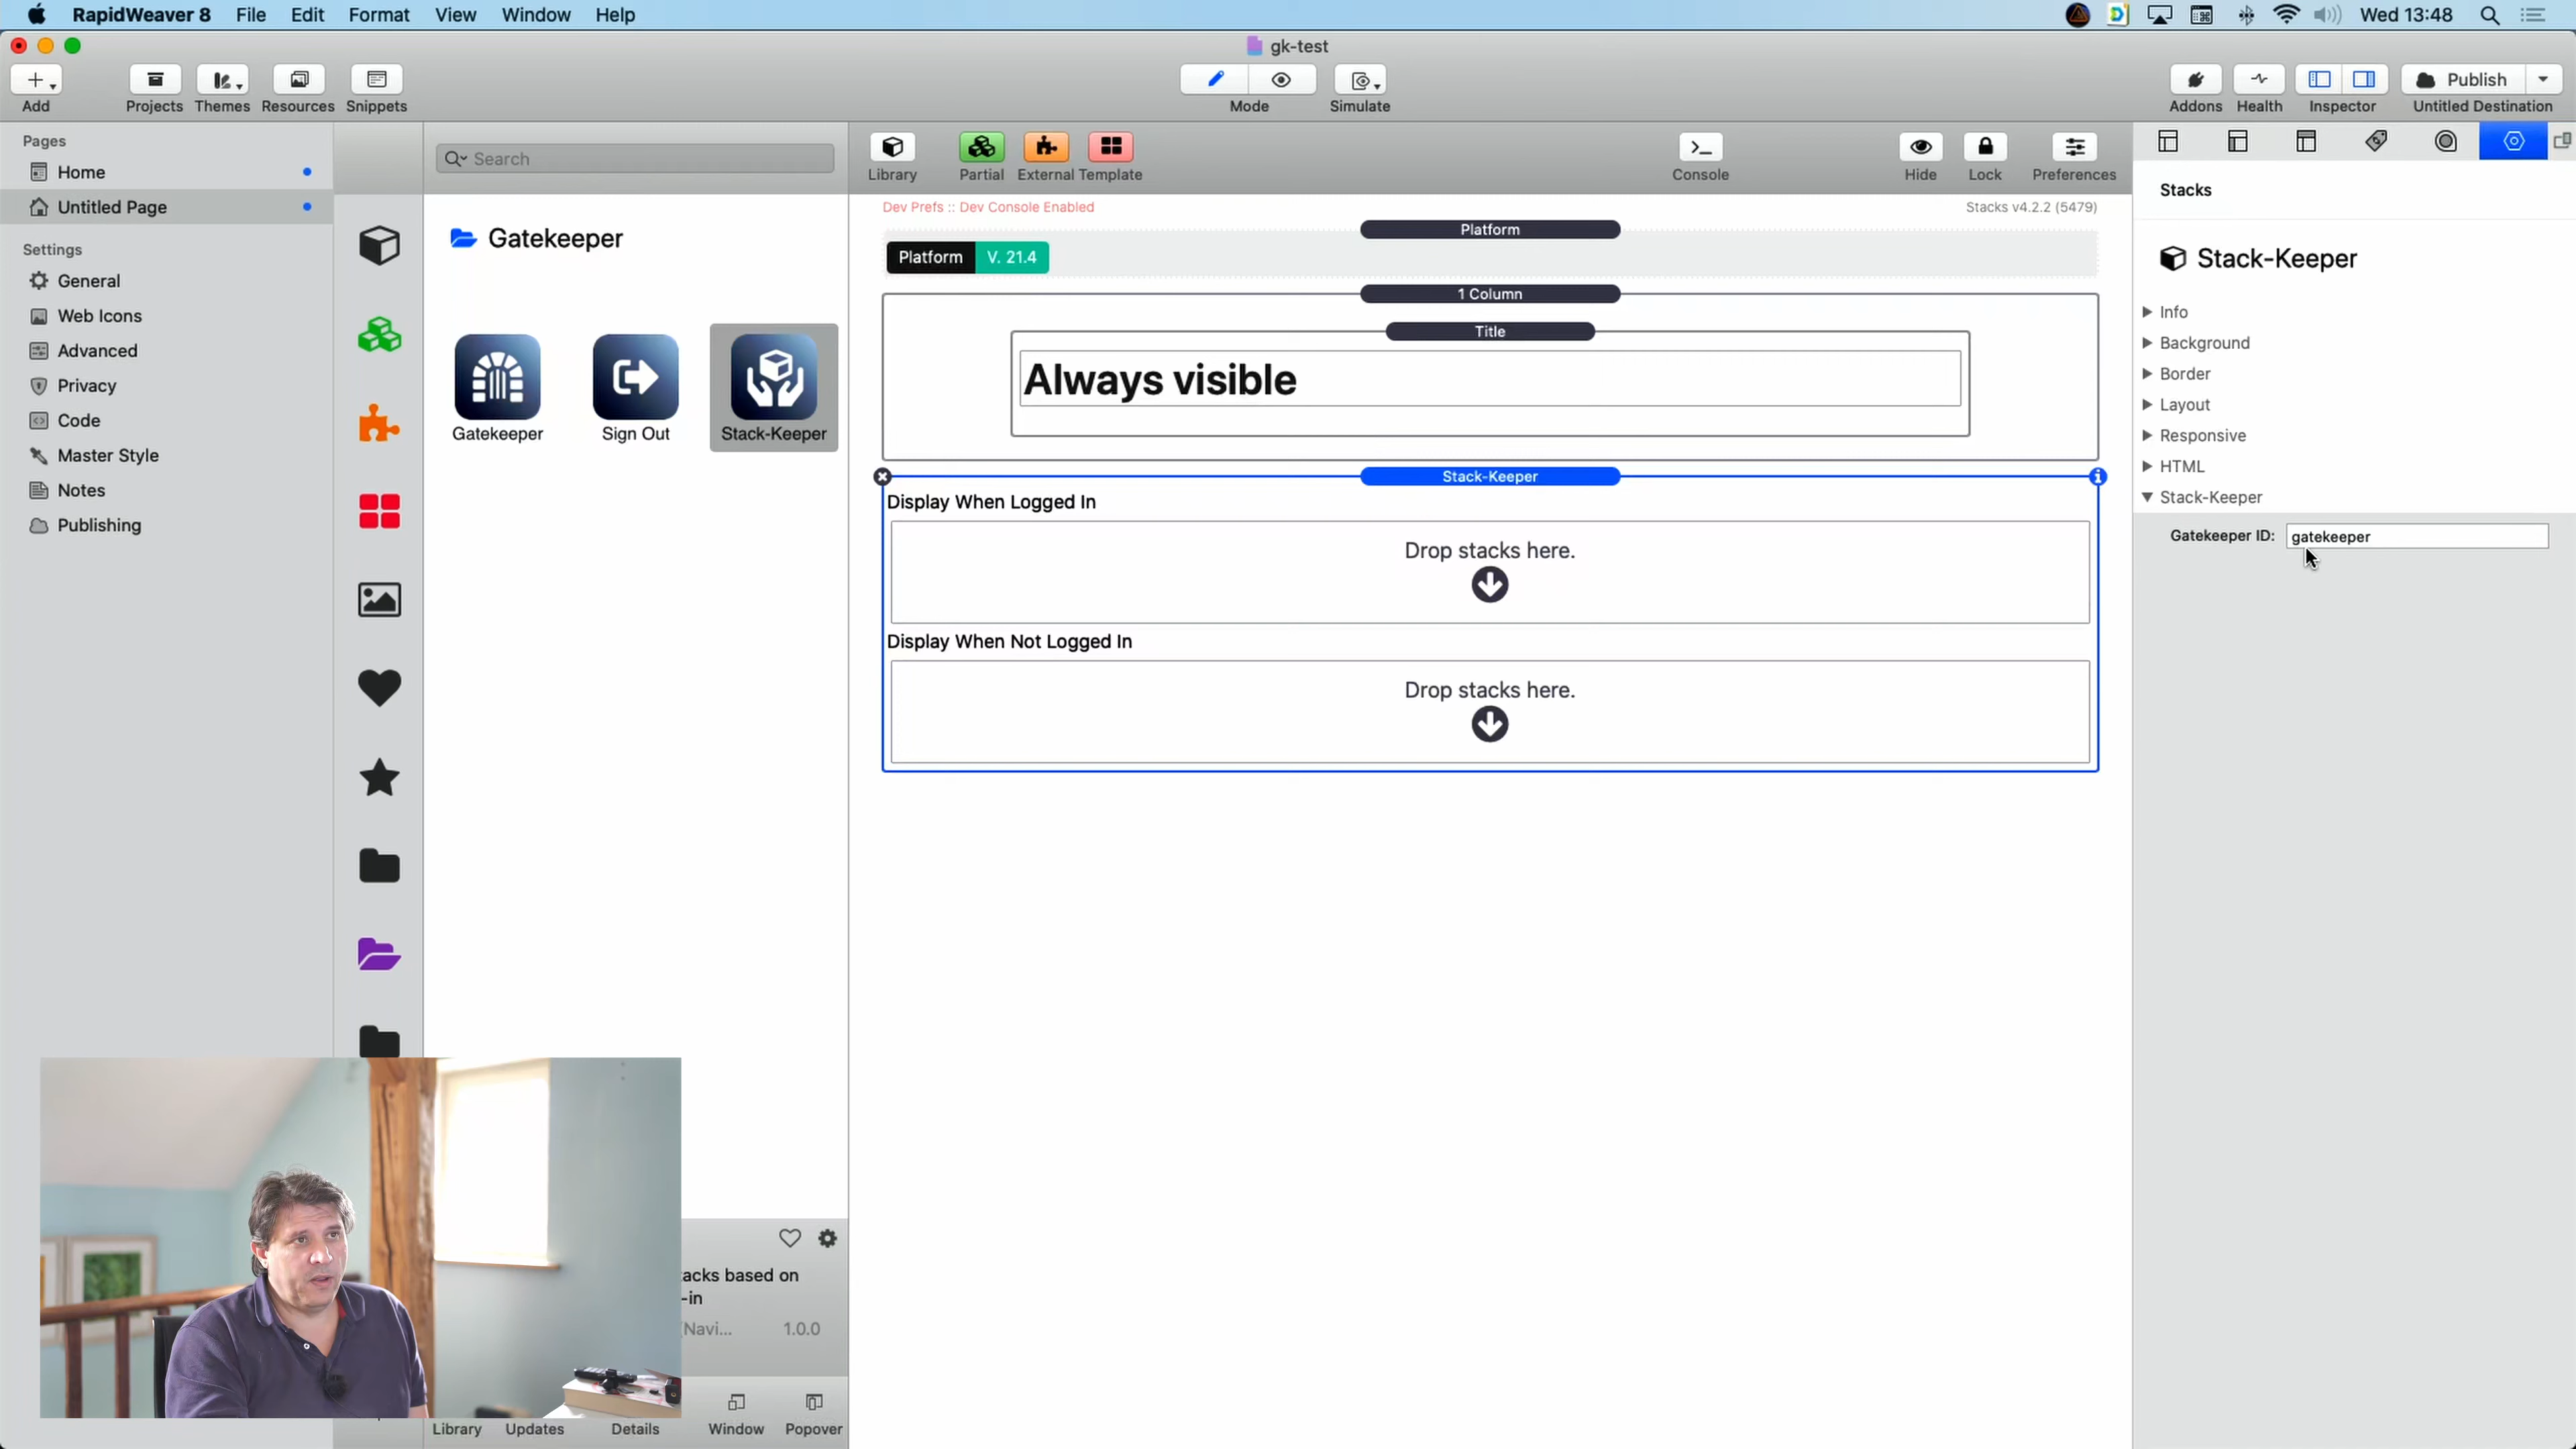 RapidWeaver 8 File Edit Format View Window Help
Wed 13:48
gk-test
Add Projects Themes Resources Snippets
Mode Simulate
Addons Health Inspector
Publish
Untitled Destination
Pages
Home
Untitled Page
Settings
General
Web Icons
Advanced
Privacy
Code
Master Style
Notes
Publishing
Search
Gatekeeper
Gatekeeper
Sign Out
Stack-Keeper
acks based on
-in
(Navi... 1.0.0
Library Updates Details Window Popover
Library Partial External Template
Console
Hide Lock Preferences
Dev Prefs :: Dev Console Enabled
Stacks v4.2.2 (5479)
Platform
Platform V. 21.4
1 Column
Title
Always visible
Stack-Keeper
Display When Logged In
Drop stacks here.
Display When Not Logged In
Drop stacks here.
Stacks
Stack-Keeper
Info
Background
Border
Layout
Responsive
HTML
Stack-Keeper
Gatekeeper ID: gatekeeper